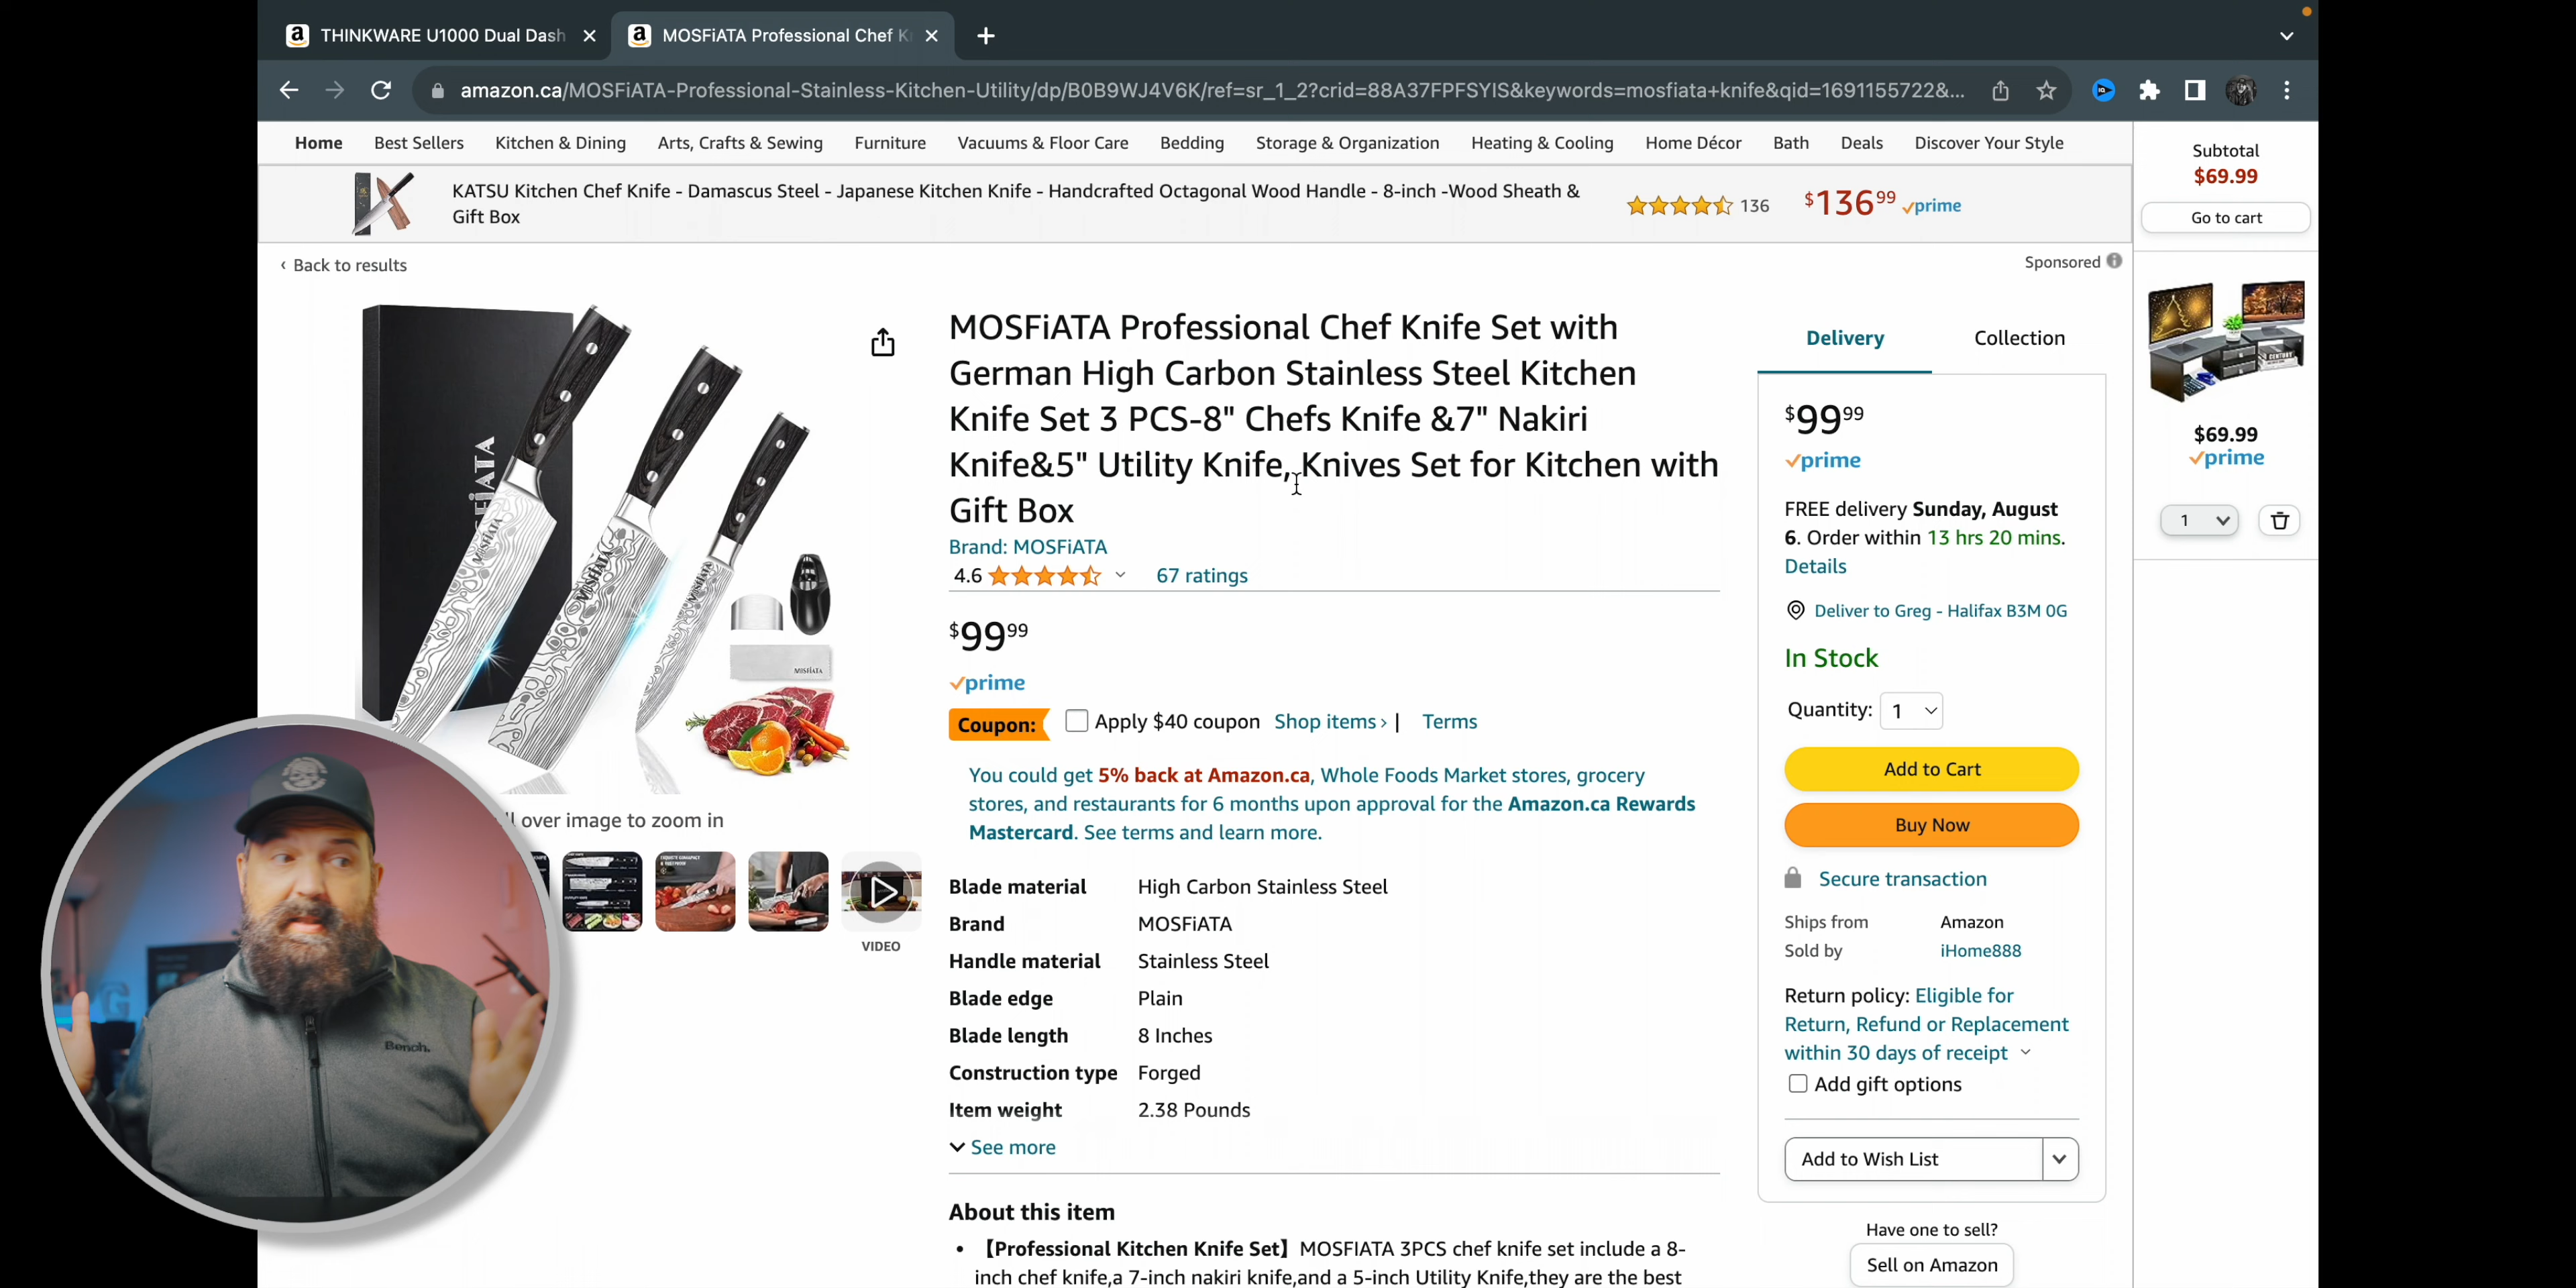 THINKWARE U1000 Dual Dash
MOSFiATA Professional Chef K
amazon.ca/MOSFiATA-Professional-Stainless-Kitchen-Utility/dp/B0B9WJ4V6K/ref=sr_1_2?crid=88A37FPFSYIS&keywords=mosfiata+knife&qid=1691155722&...
Home Best Sellers Kitchen & Dining Arts, Crafts & Sewing Furniture Vacuums & Floor Care Bedding Storage & Organization Heating & Cooling Home Décor Bath Deals Discover Your Style
KATSU Kitchen Chef Knife - Damascus Steel - Japanese Kitchen Knife - Handcrafted Octagonal Wood Handle - 8-inch -Wood Sheath &
Gift Box
136
$136 99 prime
‹ Back to results
Sponsored
MOSFiATA
MOSFiATA
MOSFiATA
MOSFiATA
MOSFiATA
ll over image to zoom in
VIDEO
Bench.
MOSFiATA Professional Chef Knife Set with
German High Carbon Stainless Steel Kitchen
Knife Set 3 PCS-8" Chefs Knife &7" Nakiri
Knife&5" Utility Knife, Knives Set for Kitchen with
Gift Box
Brand: MOSFiATA
4.6 67 ratings
$99 99
prime
Coupon: Apply $40 coupon Shop items › | Terms
You could get 5% back at Amazon.ca, Whole Foods Market stores, grocery
stores, and restaurants for 6 months upon approval for the Amazon.ca Rewards
Mastercard. See terms and learn more.
Blade material High Carbon Stainless Steel
Brand MOSFiATA
Handle material Stainless Steel
Blade edge Plain
Blade length 8 Inches
Construction type Forged
Item weight 2.38 Pounds
See more
About this item
• 【Professional Kitchen Knife Set】MOSFIATA 3PCS chef knife set include a 8-
inch chef knife,a 7-inch nakiri knife,and a 5-inch Utility Knife,they are the best
Delivery Collection
$99 99
prime
FREE delivery Sunday, August
6. Order within 13 hrs 20 mins.
Details
Deliver to Greg - Halifax B3M 0G
In Stock
Quantity: 1
Add to Cart
Buy Now
Secure transaction
Ships from Amazon
Sold by iHome888
Return policy: Eligible for
Return, Refund or Replacement
within 30 days of receipt
Add gift options
Add to Wish List
Have one to sell?
Sell on Amazon
Subtotal
$69.99
Go to cart
$69.99
prime
1